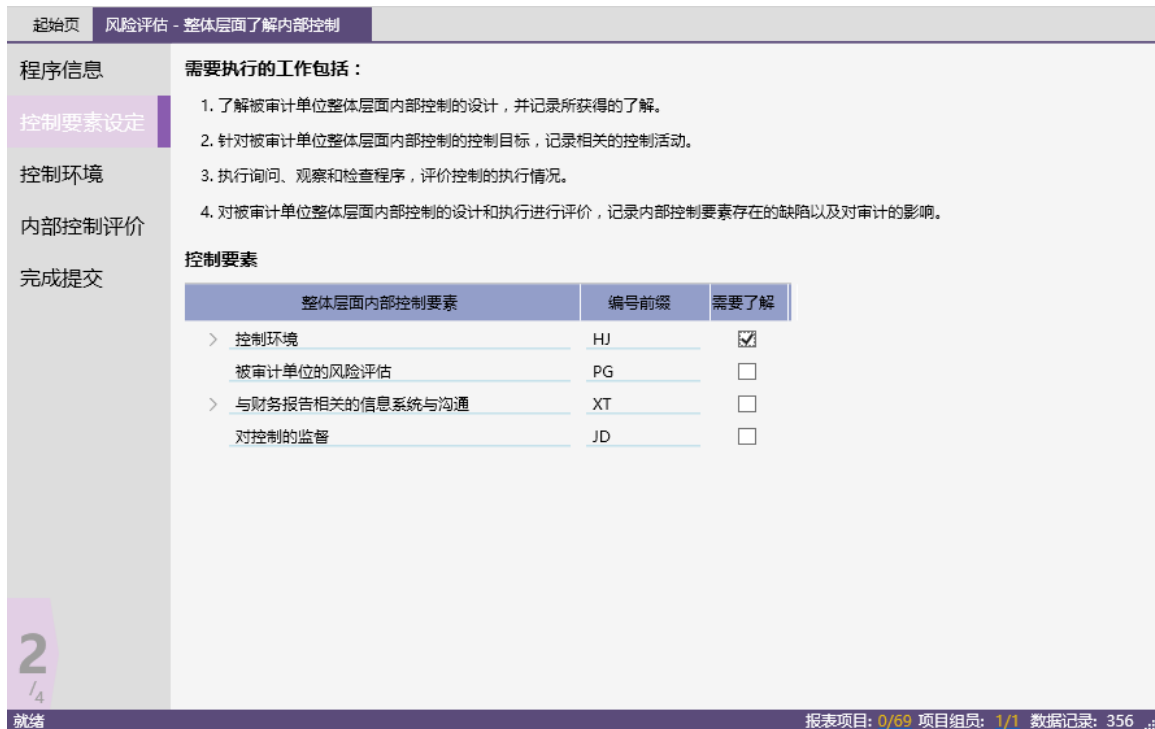 起始页 风险评估 - 整体层面了解内部控制
程序信息
控制要素设定
控制环境
内部控制评价
完成提交
需要执行的工作包括：
1. 了解被审计单位整体层面内部控制的设计，并记录所获得的了解。
2. 针对被审计单位整体层面内部控制的控制目标，记录相关的控制活动。
3. 执行询问、观察和检查程序，评价控制的执行情况。
4. 对被审计单位整体层面内部控制的设计和执行进行评价，记录内部控制要素存在的缺陷以及对审计的影响。
控制要素
整体层面内部控制要素 编号前缀 需要了解
控制环境 HJ
被审计单位的风险评估 PG
与财务报告相关的信息系统与沟通 XT
对控制的监督 JD
2
/4
就绪 报表项目: 0/69 项目组员: 1/1 数据记录: 356